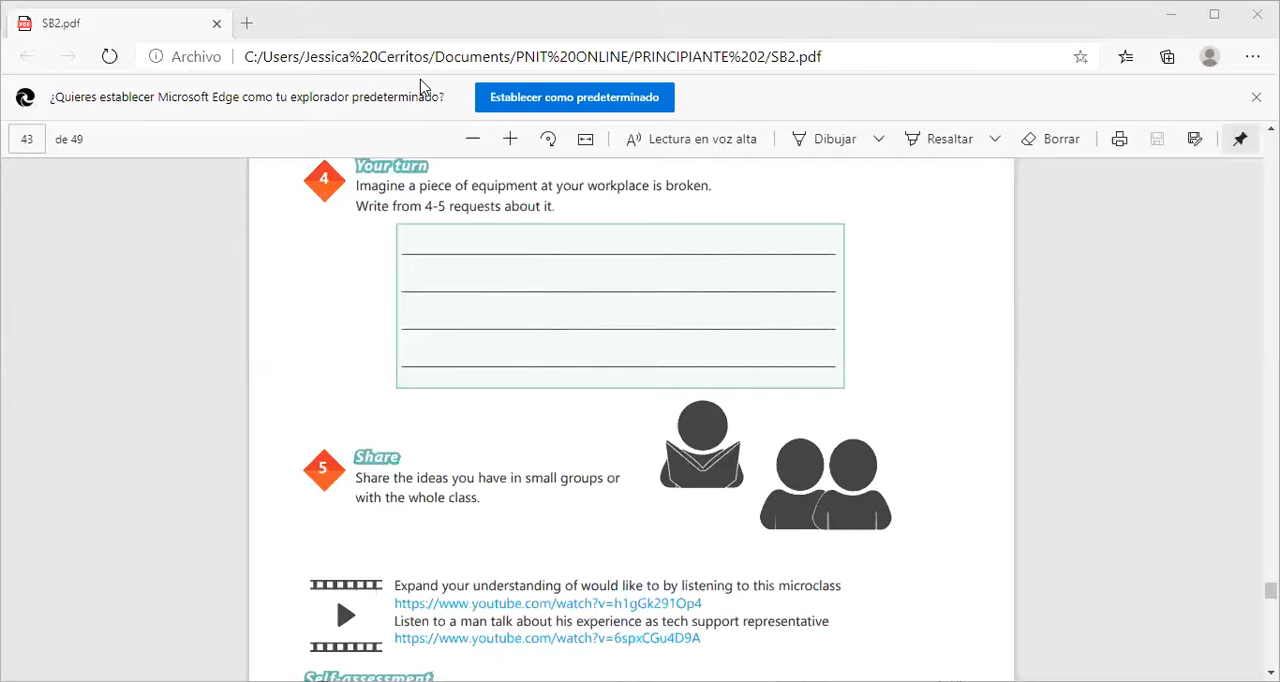 SB2.pdf
Archivo
C:/Users/Jessica%20Cerritos/Documents/PNIT%20ONLINE/PRINCIPIANTE%202/SB2.pdf
¿Quieres establecer Microsoft Edge como tu explorador predeterminado?
Establecer como predeterminado
43 de 49
Lectura en voz alta
Dibujar
Resaltar
Borrar
4
Your turn
Imagine a piece of equipment at your workplace is broken.
Write from 4-5 requests about it.
5
Share
Share the ideas you have in small groups or
with the whole class.
Expand your understanding of would like to by listening to this microclass
https://www.youtube.com/watch?v=h1gGk291Op4
Listen to a man talk about his experience as tech support representative
https://www.youtube.com/watch?v=6spxCGu4D9A
Self-assessment